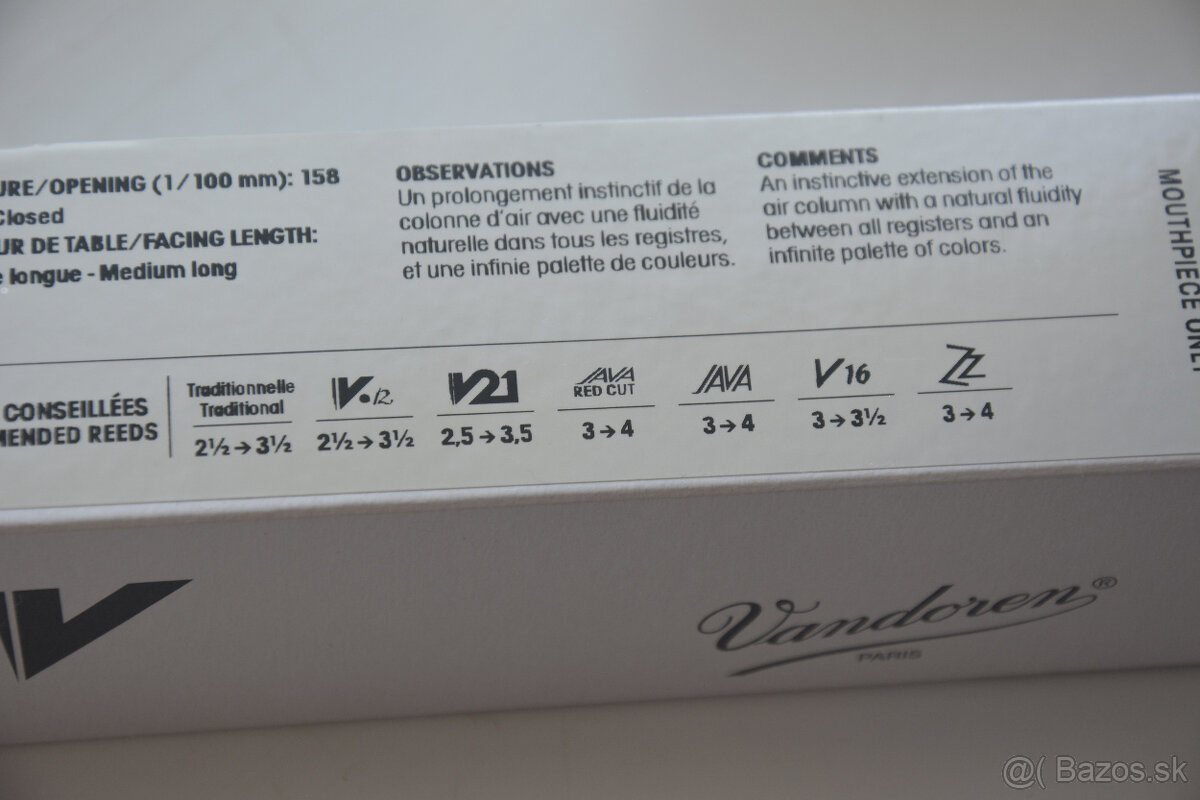 URE/OPENING (1/100 mm): 158
Closed
UR DE TABLE/FACING LENGTH:
e longue - Medium long
OBSERVATIONS
Un prolongement instinctif de la
colonne d'air avec une fluidité
naturelle dans tous les registres,
et une infinie palette de couleurs.
COMMENTS
An instinctive extension of the
air column with a natural fluidity
between all registers and an
infinite palette of colors.
MOUTHPIECE ONLY
CONSEILLÉES
MENDED REEDS
Traditionnelle
Traditional
2½→3½
V•12
2½→3½
V21
2,5→3,5
JAVA
RED CUT
3→4
JAVA
3→4
V16
3→3½
ZZ
3→4
V
Vandoren®
PARIS
@( Bazos.sk